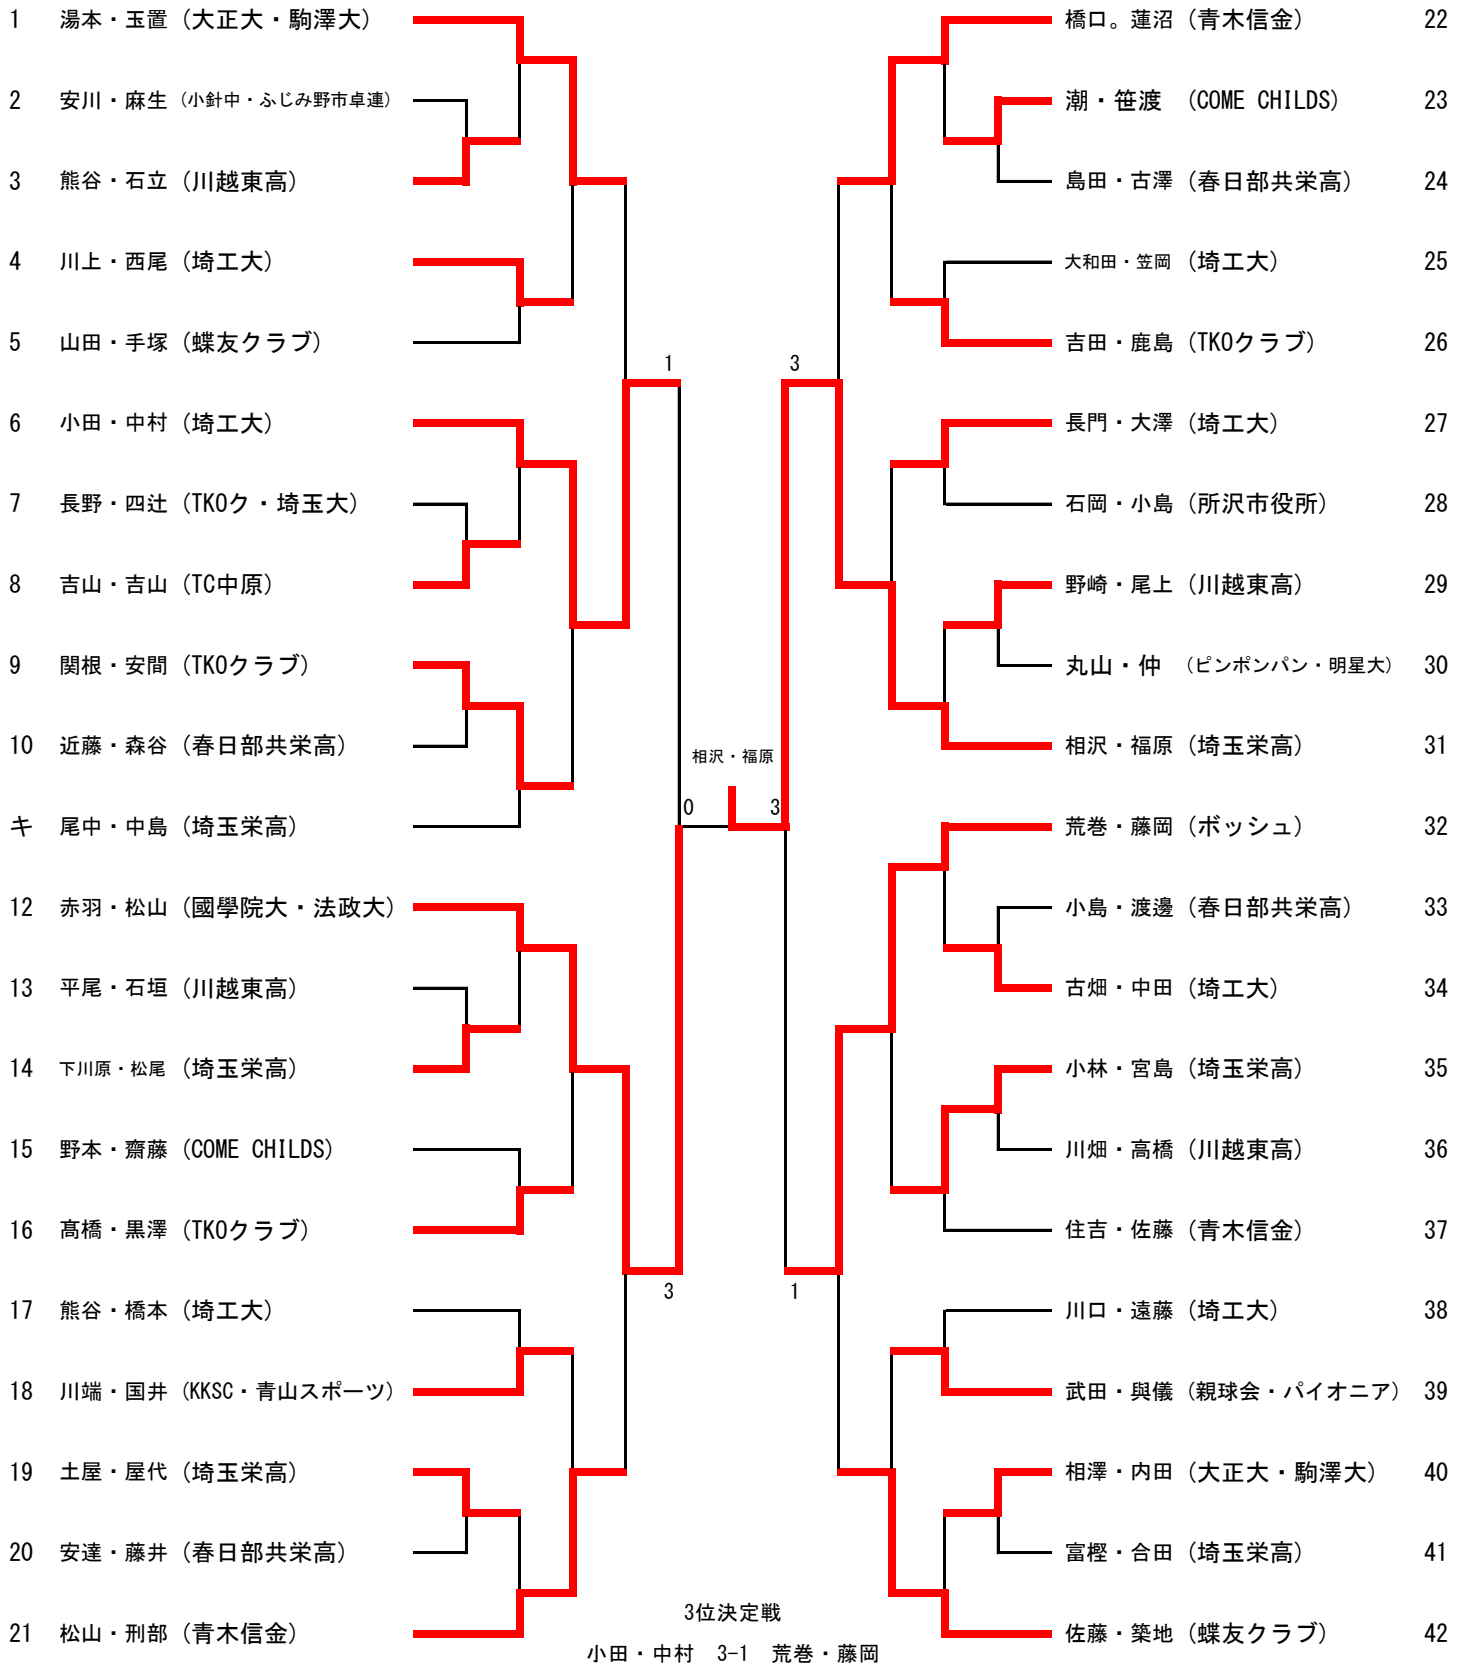 1 湯本・玉置 (大正大・駒澤大)
2 安川・麻生 (小針中・ふじみ野市卓連)
3 熊谷・石立 (川越東高)
4 川上・西尾 (埼工大)
5 山田・手塚 (蝶友クラブ)
6 小田・中村 (埼工大)
7 長野・四辻 (TKOク・埼玉大)
8 吉山・吉山 (TC中原)
9 関根・安間 (TKOクラブ)
10 近藤・森谷 (春日部共栄高)
キ 尾中・中島 (埼玉栄高)
12 赤羽・松山 (國學院大・法政大)
13 平尾・石垣 (川越東高)
14 下川原・松尾 (埼玉栄高)
15 野本・齋藤 (COME CHILDS)
16 髙橋・黒澤 (TKOクラブ)
17 熊谷・橋本 (埼工大)
18 川端・国井 (KKSC・青山スポーツ)
19 土屋・屋代 (埼玉栄高)
20 安達・藤井 (春日部共栄高)
21 松山・刑部 (青木信金)
1
3
相沢・福原
0
3
3
1
3位決定戦
小田・中村 3-1 荒巻・藤岡
橋口。蓮沼 (青木信金) 22
潮・笹渡 (COME CHILDS) 23
島田・古澤 (春日部共栄高) 24
大和田・笠岡 (埼工大) 25
吉田・鹿島 (TKOクラブ) 26
長門・大澤 (埼工大) 27
石岡・小島 (所沢市役所) 28
野崎・尾上 (川越東高) 29
丸山・仲 (ピンポンパン・明星大) 30
相沢・福原 (埼玉栄高) 31
荒巻・藤岡 (ボッシュ) 32
小島・渡邊 (春日部共栄高) 33
古畑・中田 (埼工大) 34
小林・宮島 (埼玉栄高) 35
川畑・高橋 (川越東高) 36
住吉・佐藤 (青木信金) 37
川口・遠藤 (埼工大) 38
武田・與儀 (親球会・パイオニア) 39
相澤・内田 (大正大・駒澤大) 40
富樫・合田 (埼玉栄高) 41
佐藤・築地 (蝶友クラブ) 42